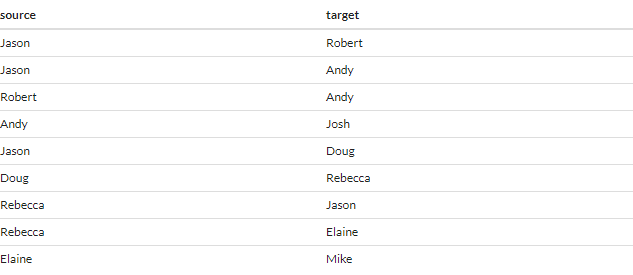 source target
Jason Robert
Jason Andy
Robert Andy
Andy Josh
Jason Doug
Doug Rebecca
Rebecca Jason
Rebecca Elaine
Elaine Mike